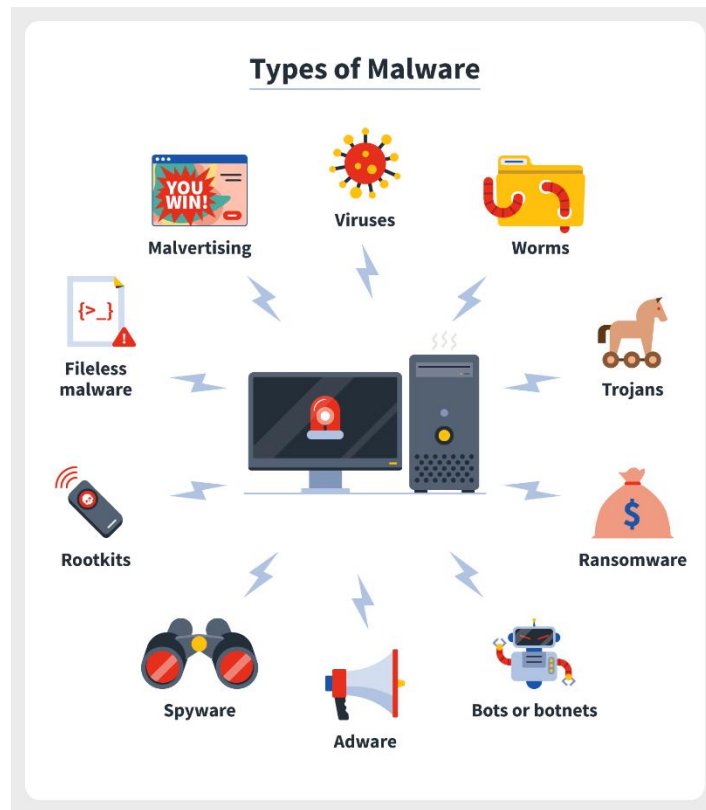 Types of Malware
YOU
WIN!
Malvertising
Viruses
Worms
{>_}
!
Fileless
malware
Trojans
Rootkits
$
Ransomware
Spyware
Adware
Bots or botnets